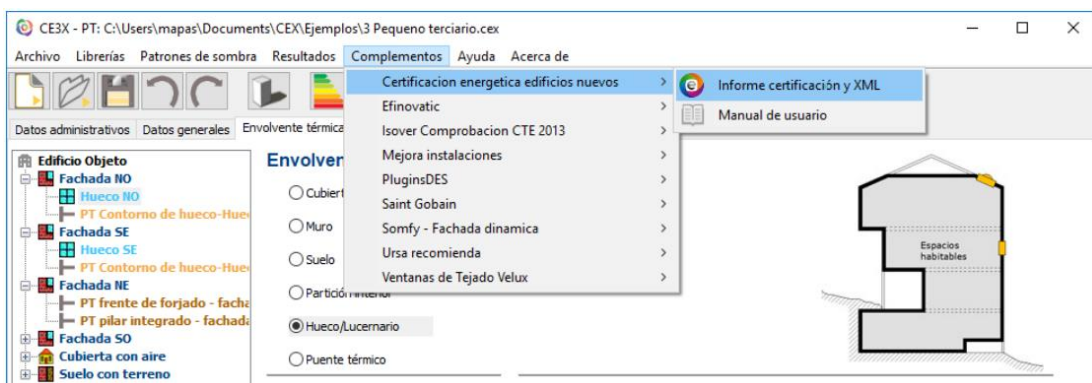 CE3X - PT: C:\Users\mapas\Documents\CEX\Ejemplos\3 Pequeno terciario.cex
Archivo Librerías Patrones de sombra Resultados Complementos Ayuda Acerca de
Certificacion energetica edificios nuevos
Efinovatic
Isover Comprobacion CTE 2013
Mejora instalaciones
PluginsDES
Saint Gobain
Somfy - Fachada dinamica
Ursa recomienda
Ventanas de Tejado Velux
Informe certificación y XML
Manual de usuario
Datos administrativos Datos generales Envolvente térmica
Edificio Objeto
Fachada NO
Hueco NO
PT Contorno de hueco-Hue
Fachada SE
Hueco SE
PT Contorno de hueco-Hue
Fachada NE
PT frente de forjado - facha
PT pilar integrado - fachada
Fachada SO
Cubierta con aire
Suelo con terreno
Envolven
Cubiert
Muro
Suelo
Partición interior
Hueco/Lucernario
Puente térmico
Espacios
habitables